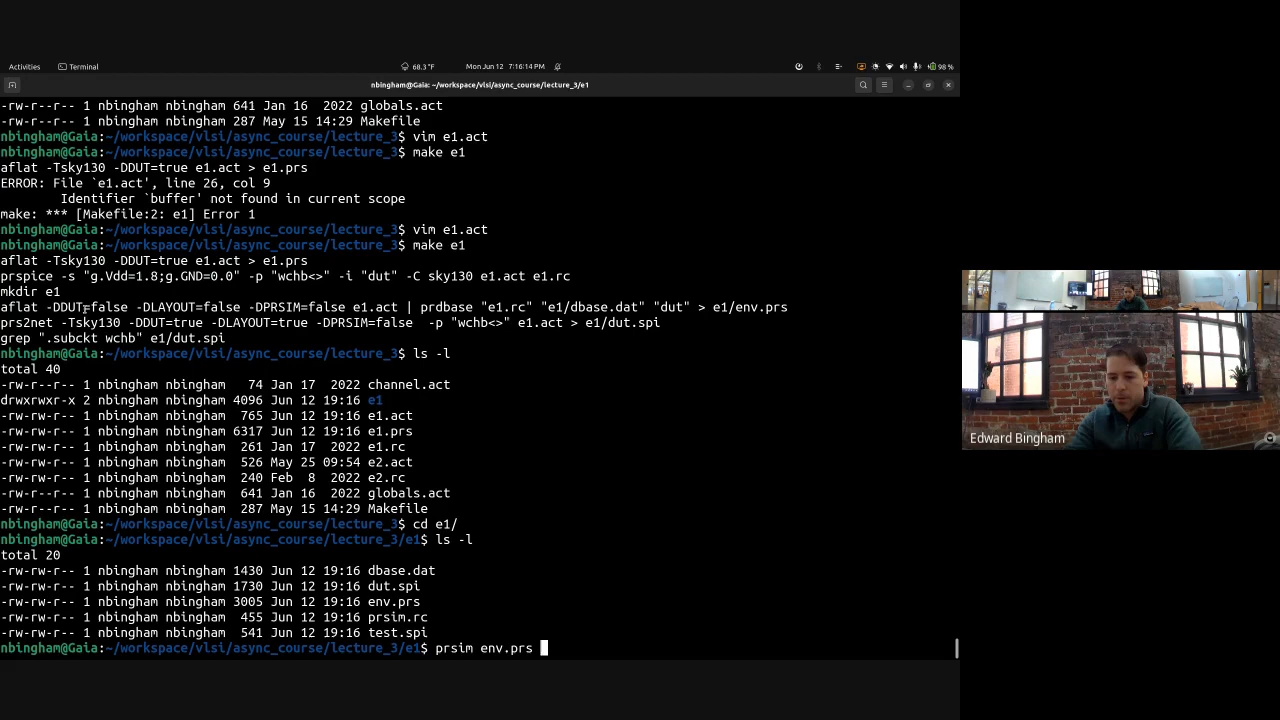 Activities
Terminal
68.3 °F
Mon Jun 12 7:16:14 PM
98 %
nbingham@Gaia: ~/workspace/vlsi/async_course/lecture_3/e1
-rw-r--r-- 1 nbingham nbingham 641 Jan 16  2022 globals.act
-rw-rw-r-- 1 nbingham nbingham 287 May 15 14:29 Makefile
nbingham@Gaia:~/workspace/vlsi/async_course/lecture_3$ vim e1.act
nbingham@Gaia:~/workspace/vlsi/async_course/lecture_3$ make e1
aflat -Tsky130 -DDUT=true e1.act > e1.prs
ERROR: File `e1.act', line 26, col 9
Identifier `buffer' not found in current scope
make: *** [Makefile:2: e1] Error 1
nbingham@Gaia:~/workspace/vlsi/async_course/lecture_3$ vim e1.act
nbingham@Gaia:~/workspace/vlsi/async_course/lecture_3$ make e1
aflat -Tsky130 -DDUT=true e1.act > e1.prs
prspice -s "g.Vdd=1.8;g.GND=0.0" -p "wchb<>" -i "dut" -C sky130 e1.act e1.rc
mkdir e1
aflat -DDUT=false -DLAYOUT=false -DPRSIM=false e1.act | prdbase "e1.rc" "e1/dbase.dat" "dut" > e1/env.prs
prs2net -Tsky130 -DDUT=true -DLAYOUT=true -DPRSIM=false  -p "wchb<>" e1.act > e1/dut.spi
grep ".subckt wchb" e1/dut.spi
nbingham@Gaia:~/workspace/vlsi/async_course/lecture_3$ ls -l
total 40
-rw-rw-r-- 1 nbingham nbingham   74 Jan 17  2022 channel.act
drwxrwxr-x 2 nbingham nbingham 4096 Jun 12 19:16 e1
-rw-rw-r-- 1 nbingham nbingham  765 Jun 12 19:16 e1.act
-rw-rw-r-- 1 nbingham nbingham 6317 Jun 12 19:16 e1.prs
-rw-rw-r-- 1 nbingham nbingham  261 Jan 17  2022 e1.rc
-rw-rw-r-- 1 nbingham nbingham  526 May 25 09:54 e2.act
-rw-rw-r-- 1 nbingham nbingham  240 Feb  8  2022 e2.rc
-rw-r--r-- 1 nbingham nbingham  641 Jan 16  2022 globals.act
-rw-rw-r-- 1 nbingham nbingham  287 May 15 14:29 Makefile
nbingham@Gaia:~/workspace/vlsi/async_course/lecture_3$ cd e1/
nbingham@Gaia:~/workspace/vlsi/async_course/lecture_3/e1$ ls -l
total 20
-rw-rw-r-- 1 nbingham nbingham 1430 Jun 12 19:16 dbase.dat
-rw-rw-r-- 1 nbingham nbingham 1730 Jun 12 19:16 dut.spi
-rw-rw-r-- 1 nbingham nbingham 3005 Jun 12 19:16 env.prs
-rw-rw-r-- 1 nbingham nbingham  455 Jun 12 19:16 prsim.rc
-rw-rw-r-- 1 nbingham nbingham  541 Jun 12 19:16 test.spi
nbingham@Gaia:~/workspace/vlsi/async_course/lecture_3/e1$ prsim env.prs
Edward Bingham